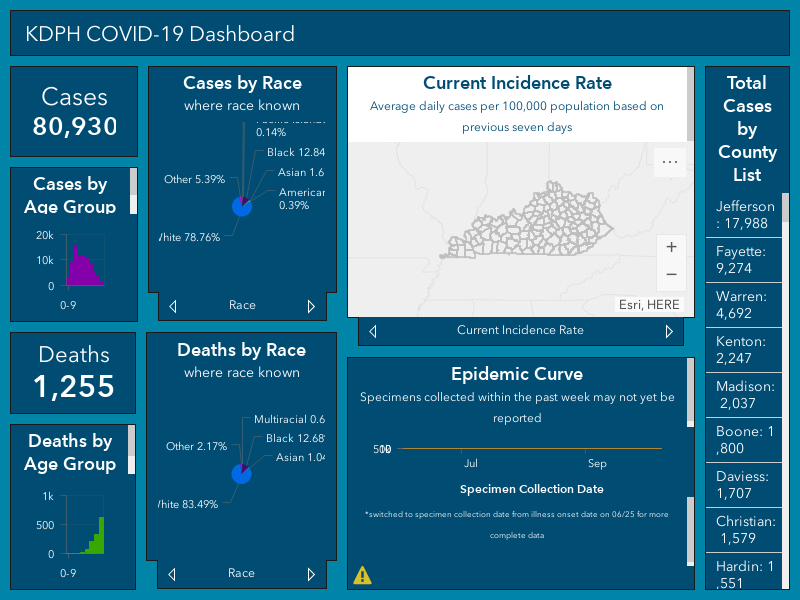 KDPH COVID-19 Dashboard
Cases
80,930
Cases by
Age Group
20k
10k
0
0-9
Deaths
1,255
Deaths by
Age Group
1k
500
0
0-9
Cases by Race
where race known
0.14%
Black 12.84
Other 5.39%
Asian 1.6
American
0.39%
White 78.76%
Race
Deaths by Race
where race known
Multiracial 0.6
Black 12.68
Other 2.17%
Asian 1.04
White 83.49%
Race
Current Incidence Rate
Average daily cases per 100,000 population based on
previous seven days
Esri, HERE
Current Incidence Rate
Epidemic Curve
Specimens collected within the past week may not yet be
reported
Jul
Sep
Specimen Collection Date
*switched to specimen collection date from illness onset date on 06/25 for more
complete data
Total
Cases
by
County
List
Jefferson
: 17,988
Fayette:
9,274
Warren:
4,692
Kenton:
2,247
Madison:
2,037
Boone: 1
,800
Daviess:
1,707
Christian:
1,579
Hardin: 1
,551